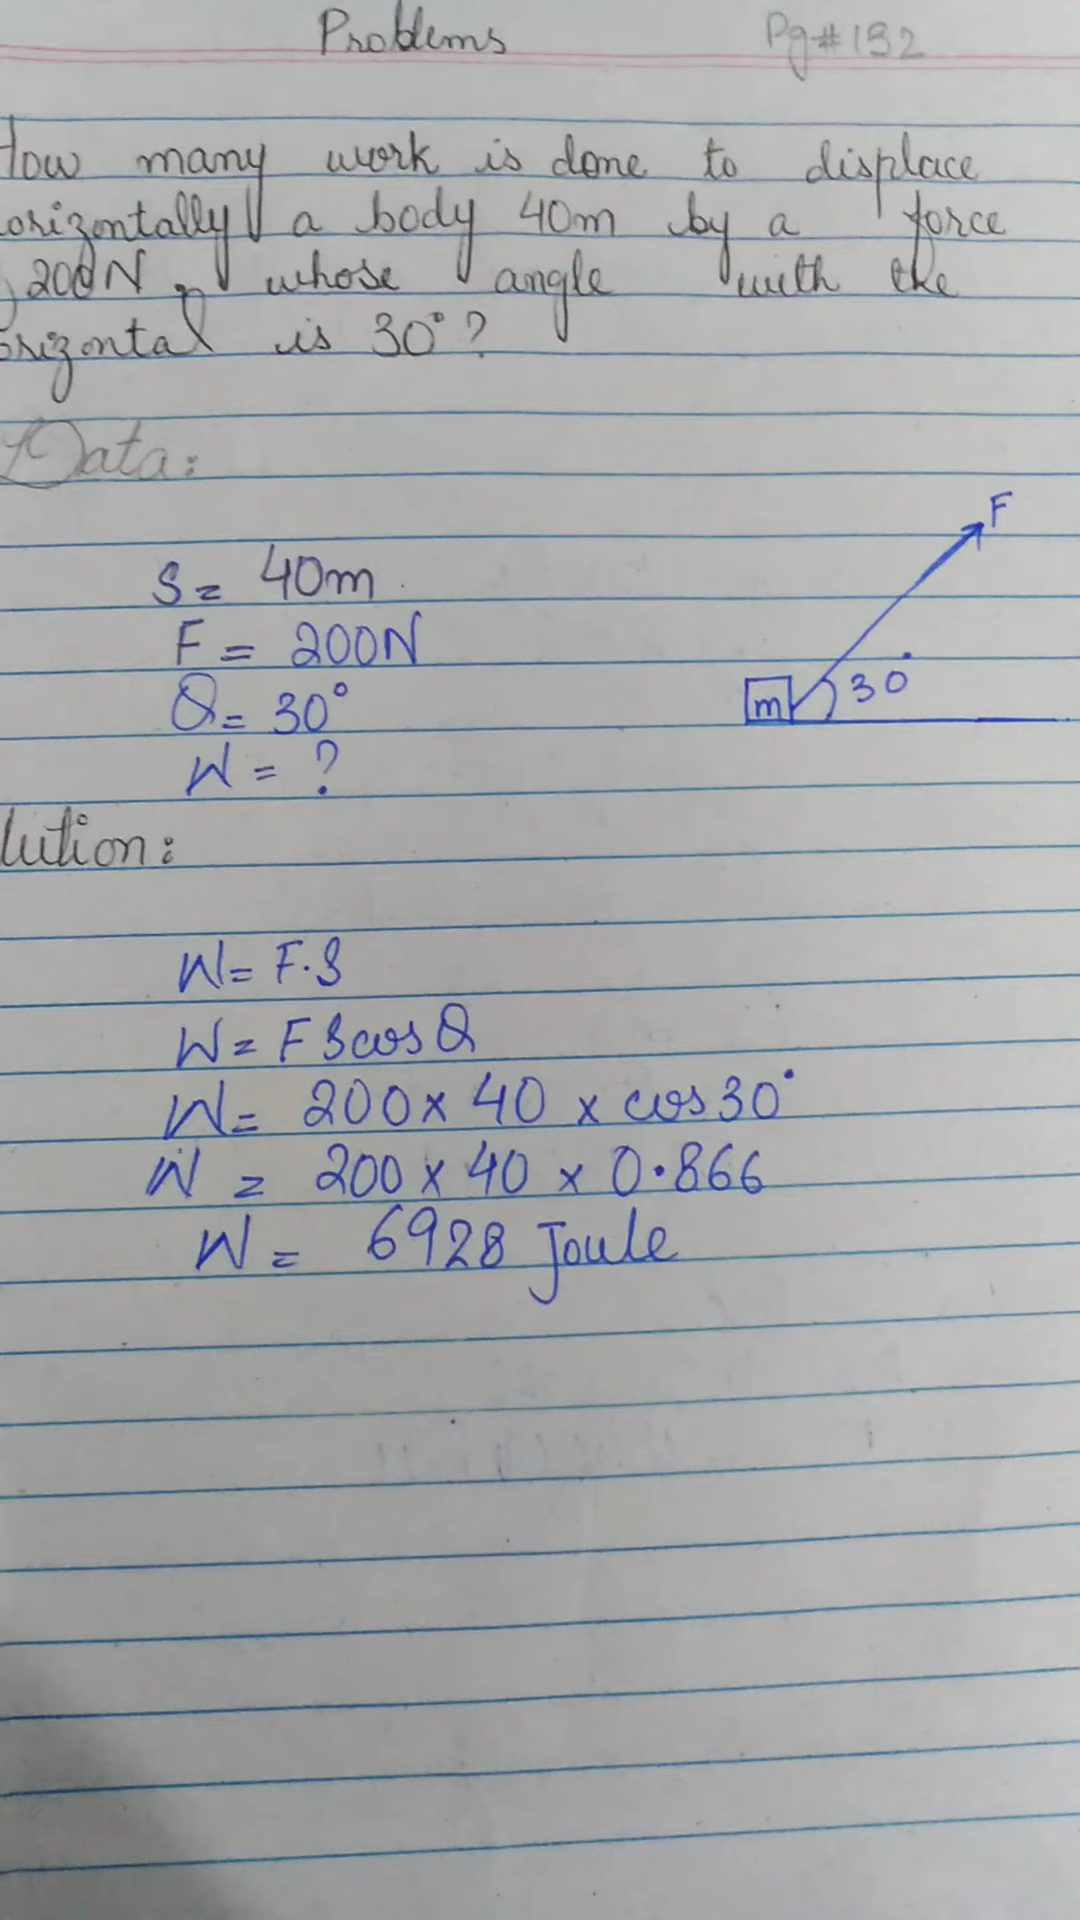 Problems Pg#132
How many work is done to displace
orizontally a body 40m by a force
200N, whose angle with the
orizontal is 30°?
Data:
F
S = 40m
F = 200N
30°
m
Q = 30°
W = ?
lution:
W = F.S
W = F S cos Q
W = 200 × 40 × cos 30°
W = 200 × 40 × 0.866
W = 6928 Joule